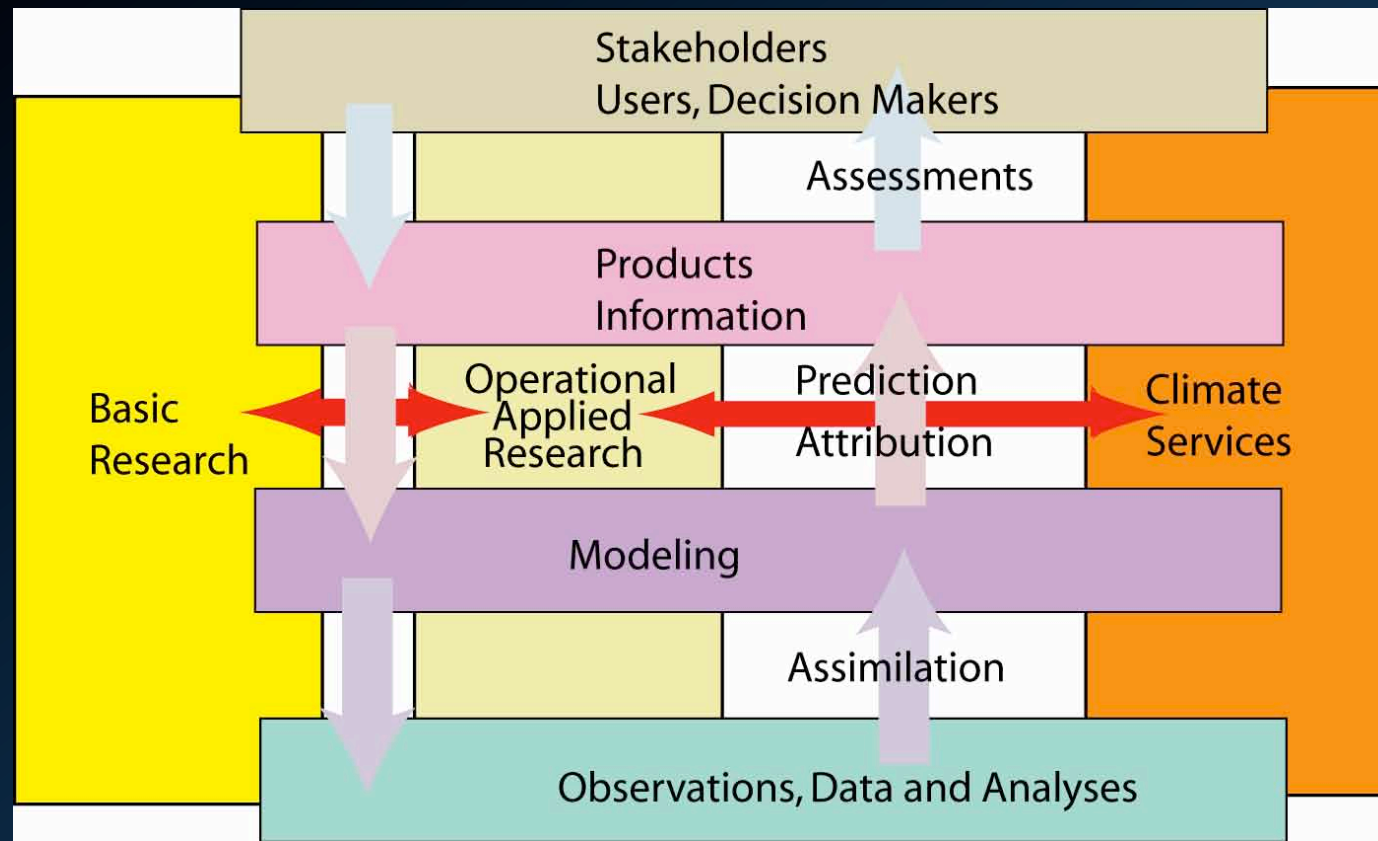 Stakeholders
Users, Decision Makers
Assessments
Products
Information
Basic
Research
Operational
Applied
Research
Prediction
Attribution
Climate
Services
Modeling
Assimilation
Observations, Data and Analyses